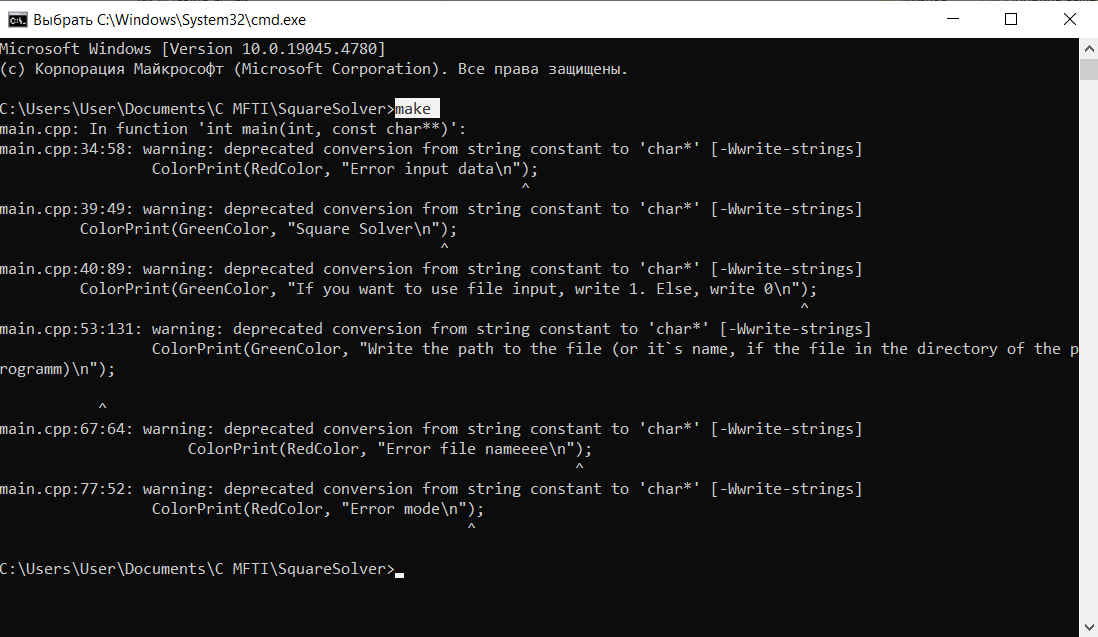 Выбрать C:\Windows\System32\cmd.exe
Microsoft Windows [Version 10.0.19045.4780]
(c) Корпорация Майкрософт (Microsoft Corporation). Все права защищены.
C:\Users\User\Documents\C MFTI\SquareSolver>make
main.cpp: In function 'int main(int, const char**)':
main.cpp:34:58: warning: deprecated conversion from string constant to 'char*' [-Wwrite-strings]
ColorPrint(RedColor, "Error input data\n");
^
main.cpp:39:49: warning: deprecated conversion from string constant to 'char*' [-Wwrite-strings]
ColorPrint(GreenColor, "Square Solver\n");
^
main.cpp:40:89: warning: deprecated conversion from string constant to 'char*' [-Wwrite-strings]
ColorPrint(GreenColor, "If you want to use file input, write 1. Else, write 0\n");
^
main.cpp:53:131: warning: deprecated conversion from string constant to 'char*' [-Wwrite-strings]
ColorPrint(GreenColor, "Write the path to the file (or it`s name, if the file in the directory of the p
rogramm)\n");
^
main.cpp:67:64: warning: deprecated conversion from string constant to 'char*' [-Wwrite-strings]
ColorPrint(RedColor, "Error file nameeee\n");
^
main.cpp:77:52: warning: deprecated conversion from string constant to 'char*' [-Wwrite-strings]
ColorPrint(RedColor, "Error mode\n");
^
C:\Users\User\Documents\C MFTI\SquareSolver>